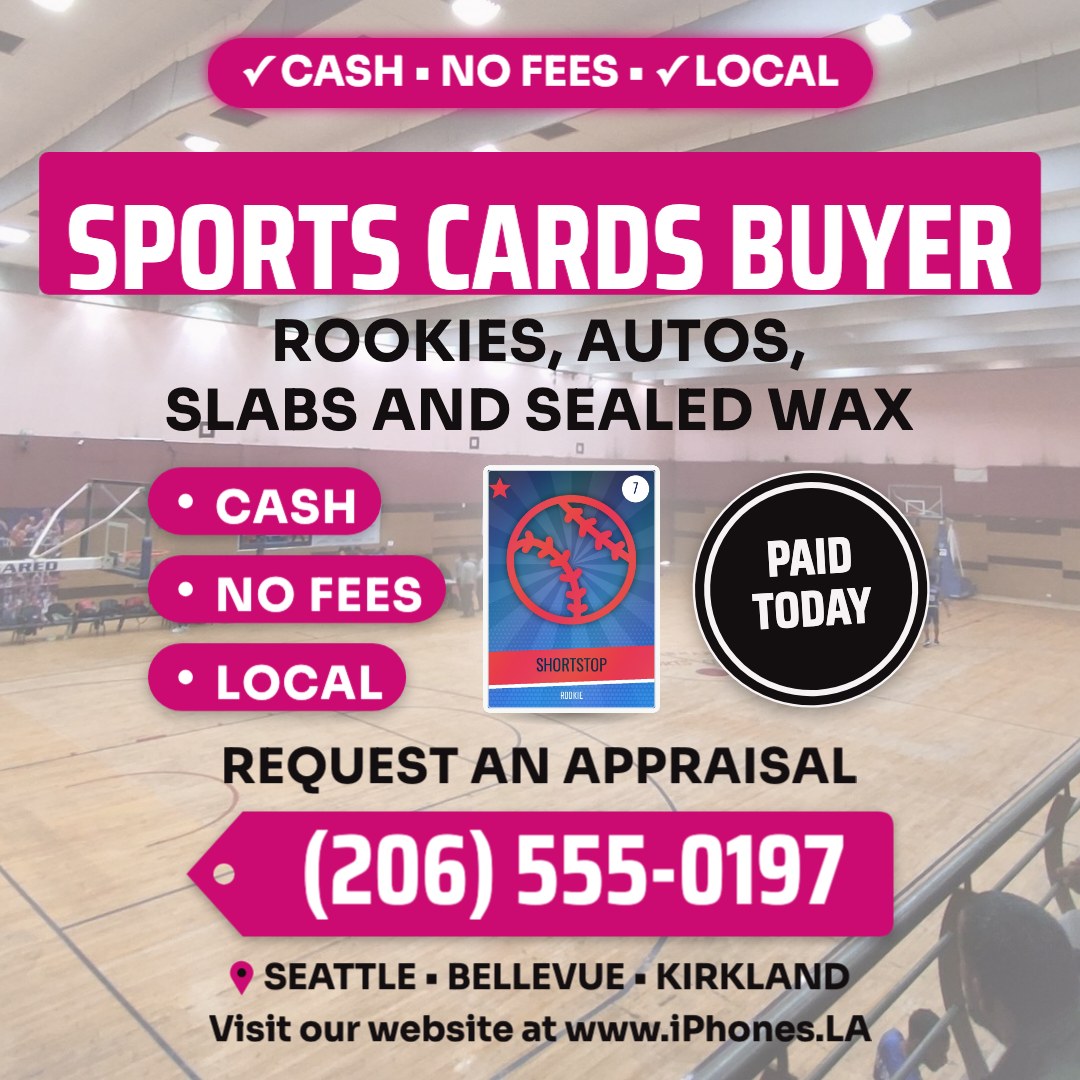 ✓CASH ▪ NO FEES ▪ ✓LOCAL
SPORTS CARDS BUYER
ROOKIES, AUTOS,
SLABS AND SEALED WAX
• CASH
• NO FEES
• LOCAL
7
SHORTSTOP
ROOKIE
PAID
TODAY
ARED
REQUEST AN APPRAISAL
(206) 555-0197
SEATTLE ▪ BELLEVUE ▪ KIRKLAND
Visit our website at www.iPhones.LA